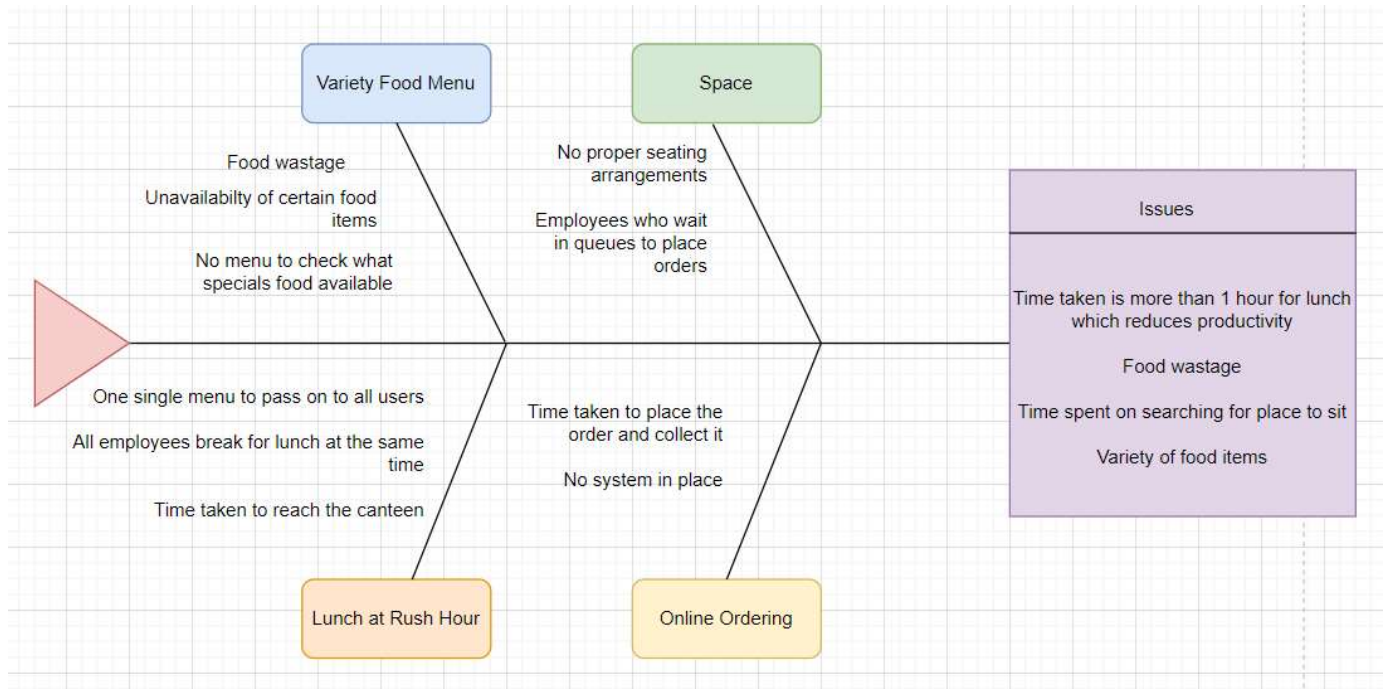 Variety Food Menu
Space
Food wastage
Unavailabilty of certain food
items
No menu to check what
specials food available
No proper seating
arrangements
Employees who wait
in queues to place
orders
Issues
Time taken is more than 1 hour for lunch
which reduces productivity
Food wastage
Time spent on searching for place to sit
Variety of food items
One single menu to pass on to all users
All employees break for lunch at the same
time
Time taken to reach the canteen
Time taken to place the
order and collect it
No system in place
Lunch at Rush Hour
Online Ordering